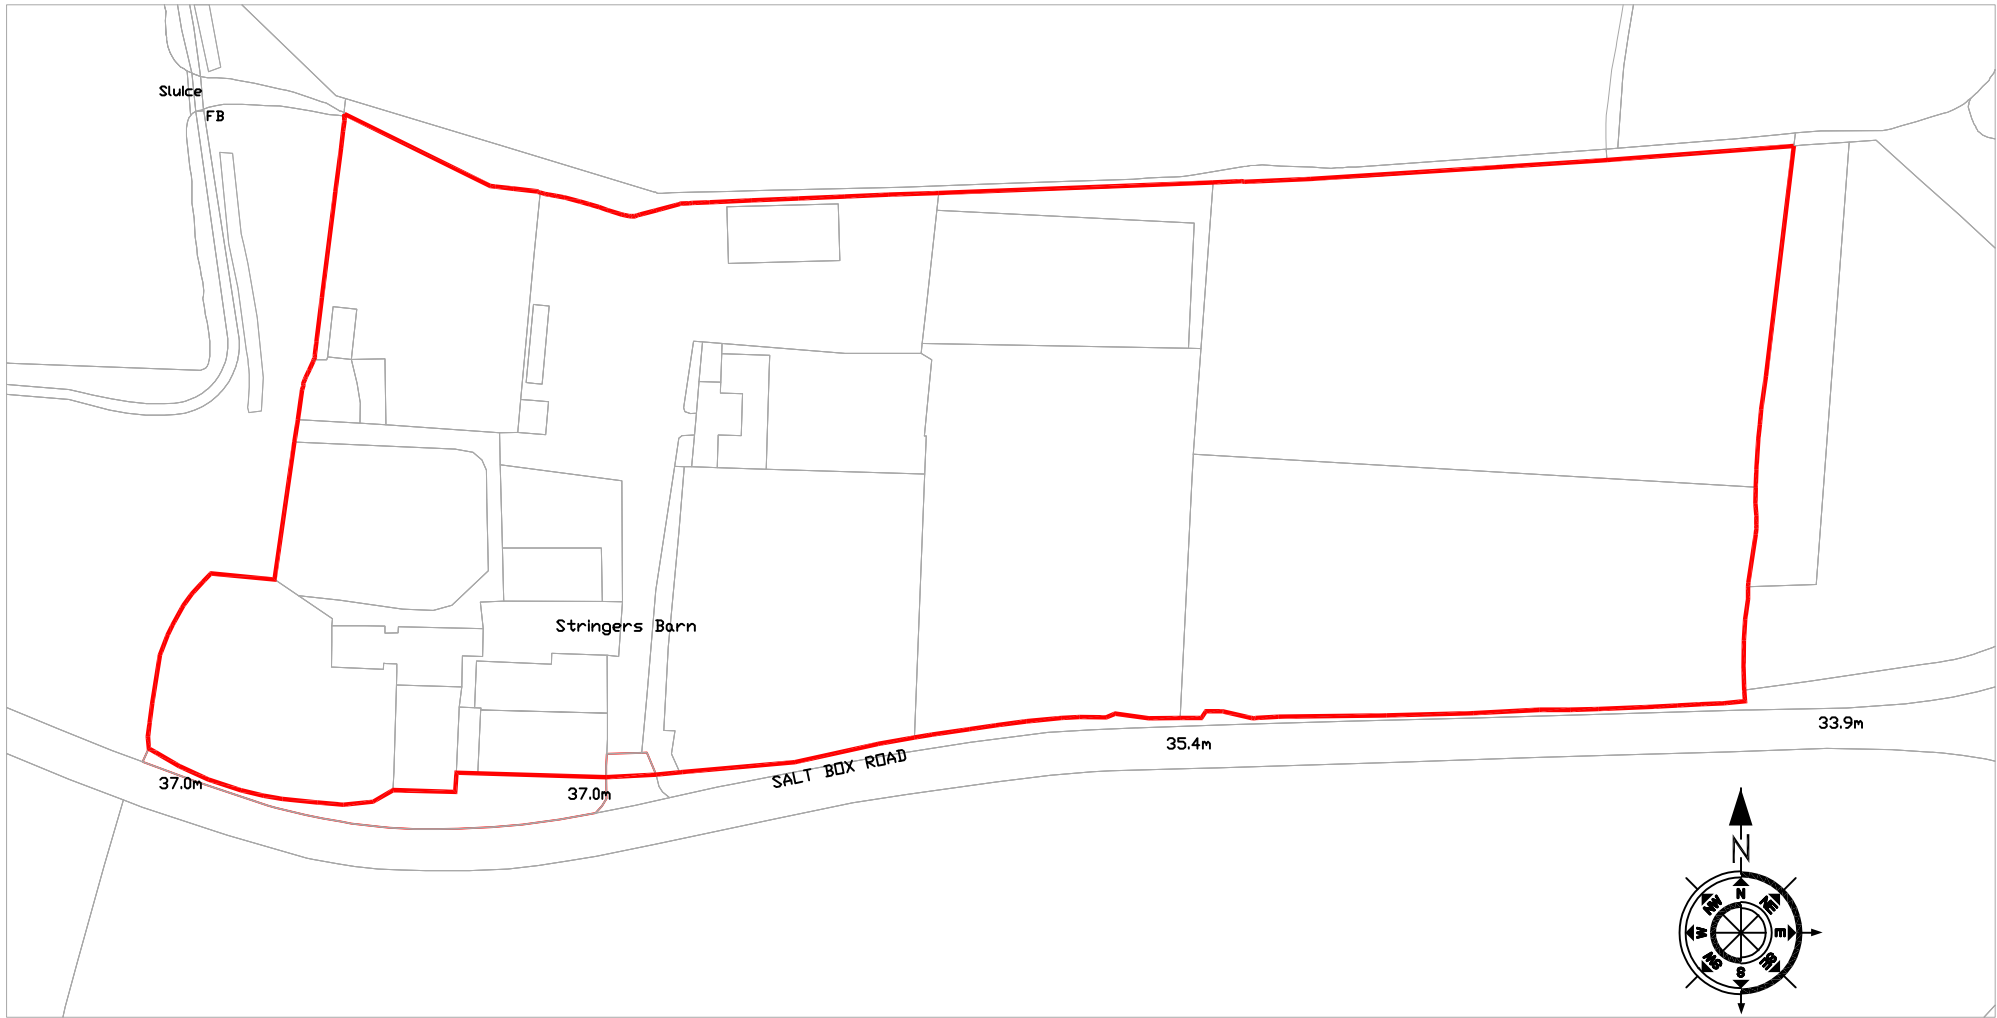 Sluice
FB
Stringers Barn
33.9m
35.4m
SALT BOX ROAD
37.0m
37.0m
N
N
NW
NE
W
E
SW
SE
S